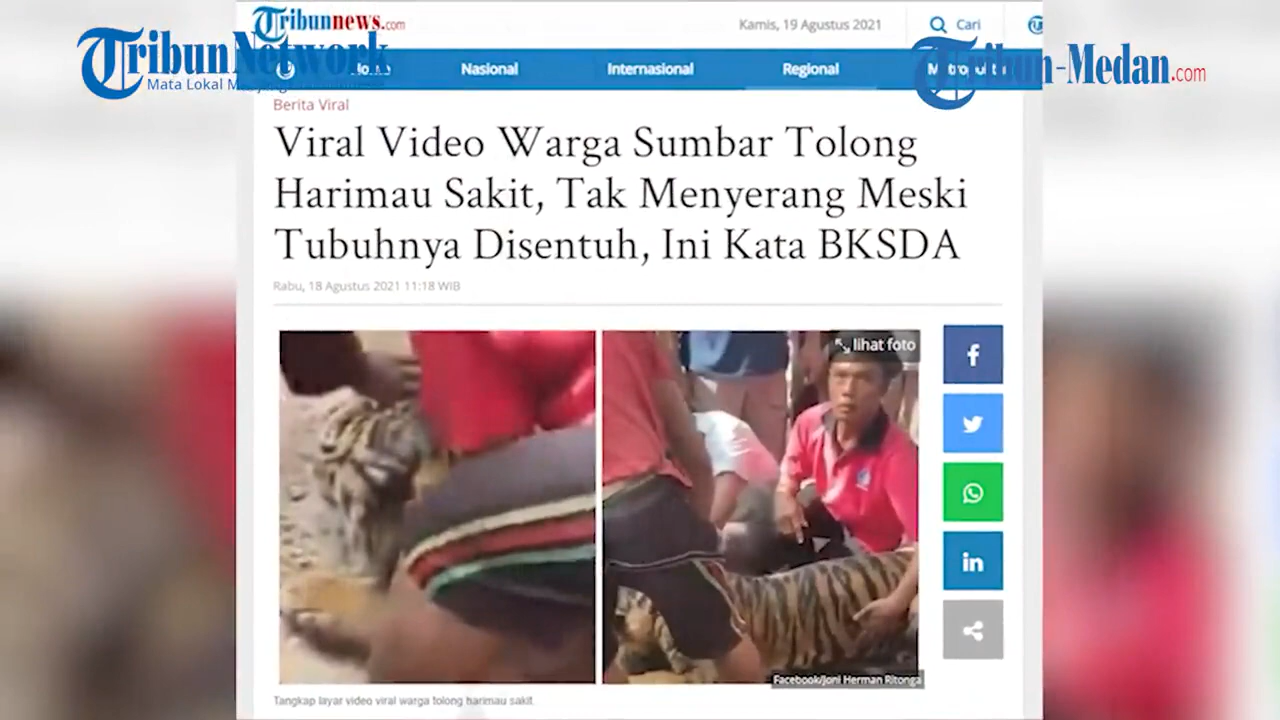 Tribunnews.com
Kamis, 19 Agustus 2021
Cari
TribunNetwork
Mata Lokal
Tribun-Medan.com
Home
Nasional
Internasional
Regional
Berita Viral
Viral Video Warga Sumbar Tolong
Harimau Sakit, Tak Menyerang Meski
Tubuhnya Disentuh, Ini Kata BKSDA
Rabu, 18 Agustus 2021 11:18 WIB
lihat foto
Facebook/Joni Herman Ritonga
Tangkap layar video viral warga tolong harimau sakit